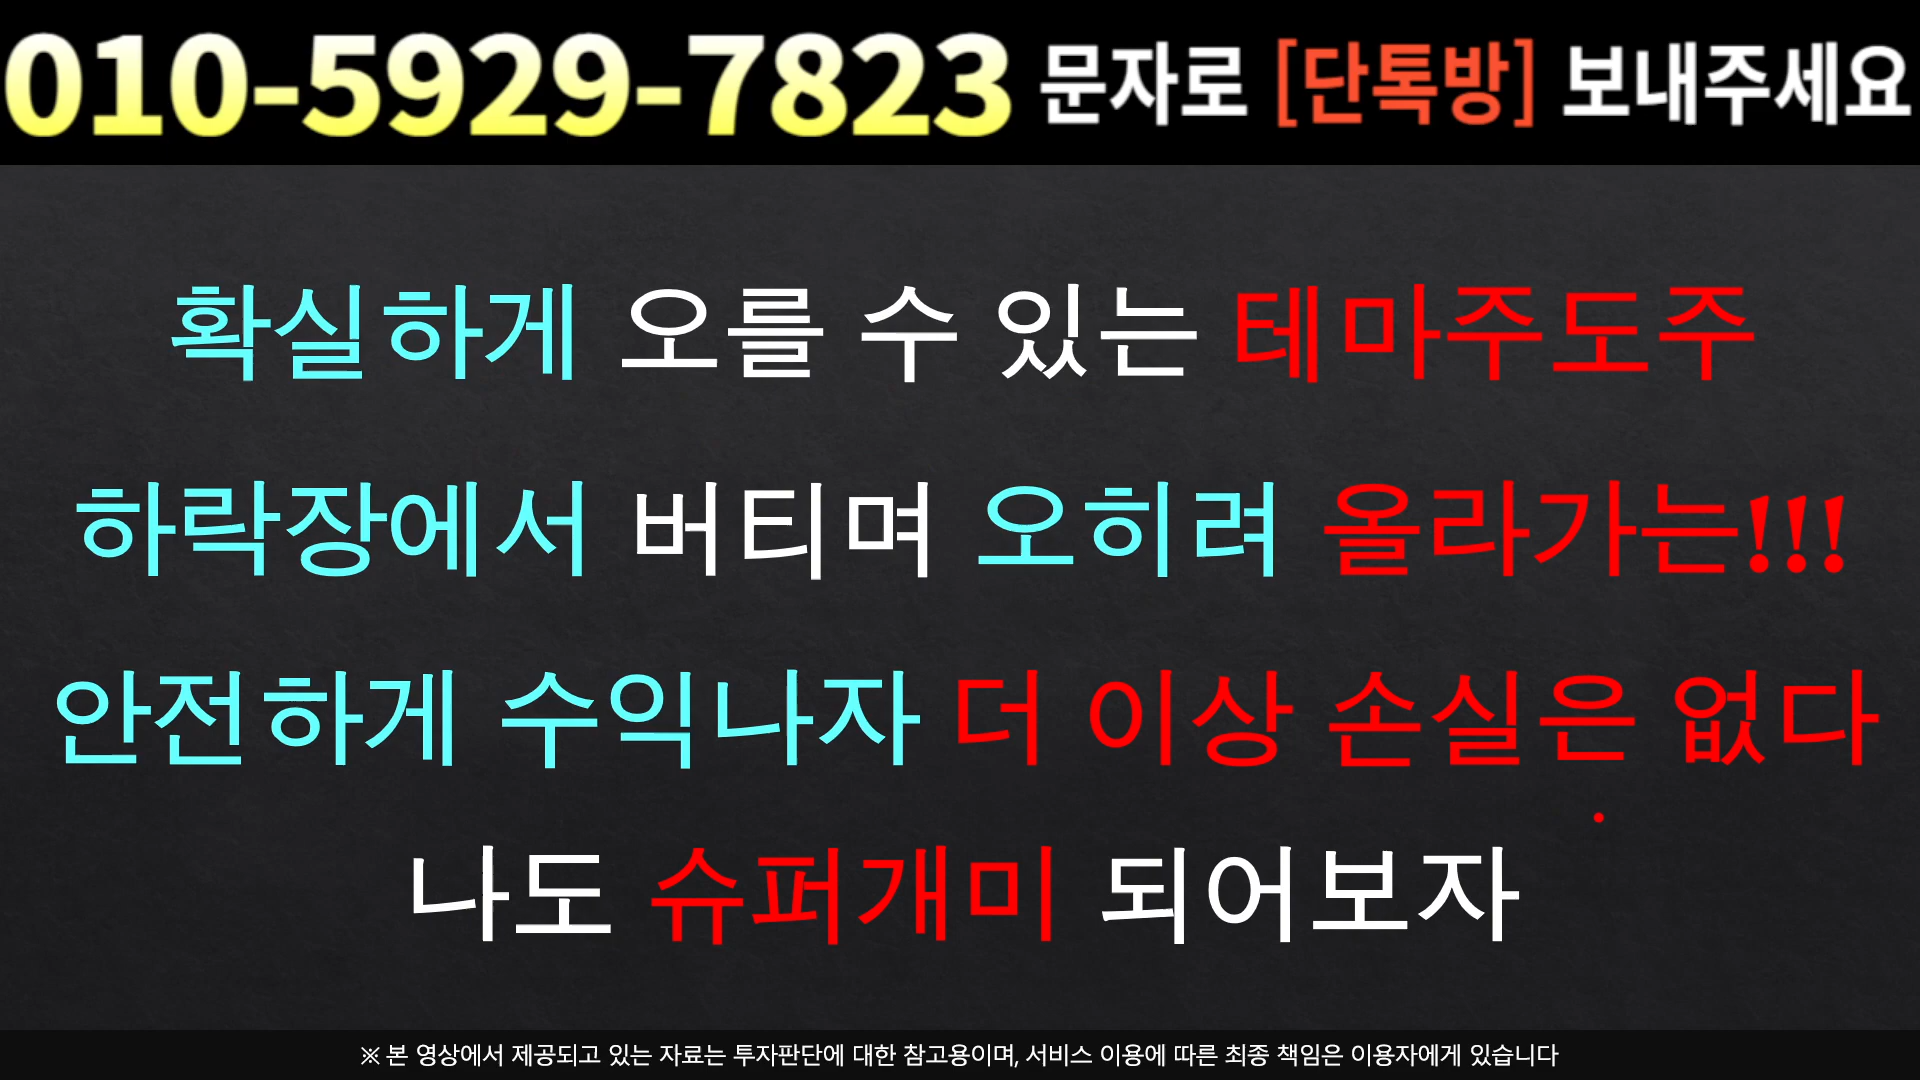 010-5929-7823 문자로 [단톡방] 보내주세요
확실하게 오를 수 있는 테마주도주
하락장에서 버티며 오히려 올라가는!!!
안전하게 수익나자 더 이상 손실은 없다
나도 슈퍼개미 되어보자
※ 본 영상에서 제공되고 있는 자료는 투자판단에 대한 참고용이며, 서비스 이용에 따른 최종 책임은 이용자에게 있습니다